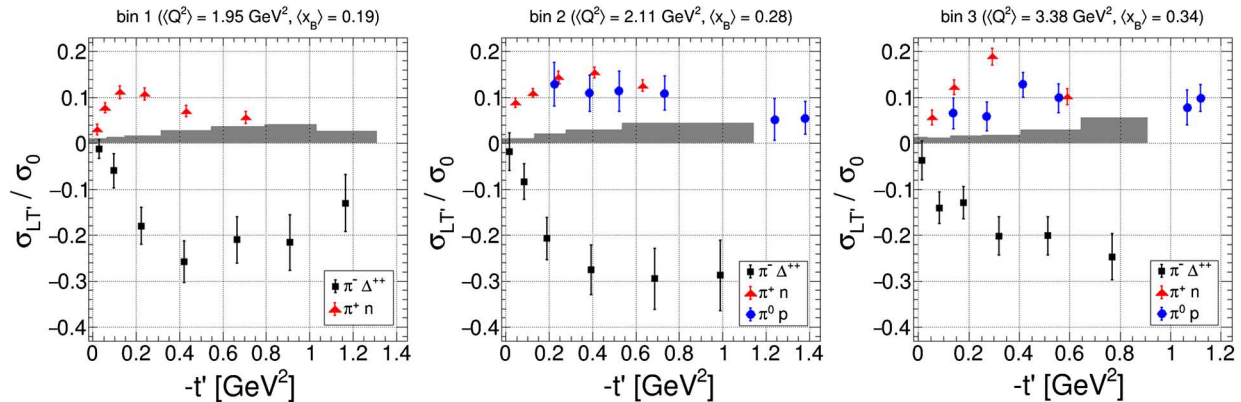 bin 1 (⟨Q²⟩ = 1.95 GeV², ⟨x_B⟩ = 0.19)
σ_LT' / σ_0
0.2
0.1
0
−0.1
−0.2
−0.3
−0.4
π⁻ Δ⁺⁺
π⁺ n
0 0.2 0.4 0.6 0.8 1 1.2 1.4
-t' [GeV²]
bin 2 (⟨Q²⟩ = 2.11 GeV², ⟨x_B⟩ = 0.28)
σ_LT' / σ_0
0.2
0.1
0
−0.1
−0.2
−0.3
−0.4
π⁻ Δ⁺⁺
π⁺ n
π⁰ p
0 0.2 0.4 0.6 0.8 1 1.2 1.4
-t' [GeV²]
bin 3 (⟨Q²⟩ = 3.38 GeV², ⟨x_B⟩ = 0.34)
σ_LT' / σ_0
0.2
0.1
0
−0.1
−0.2
−0.3
−0.4
π⁻ Δ⁺⁺
π⁺ n
π⁰ p
0 0.2 0.4 0.6 0.8 1 1.2
-t' [GeV²]